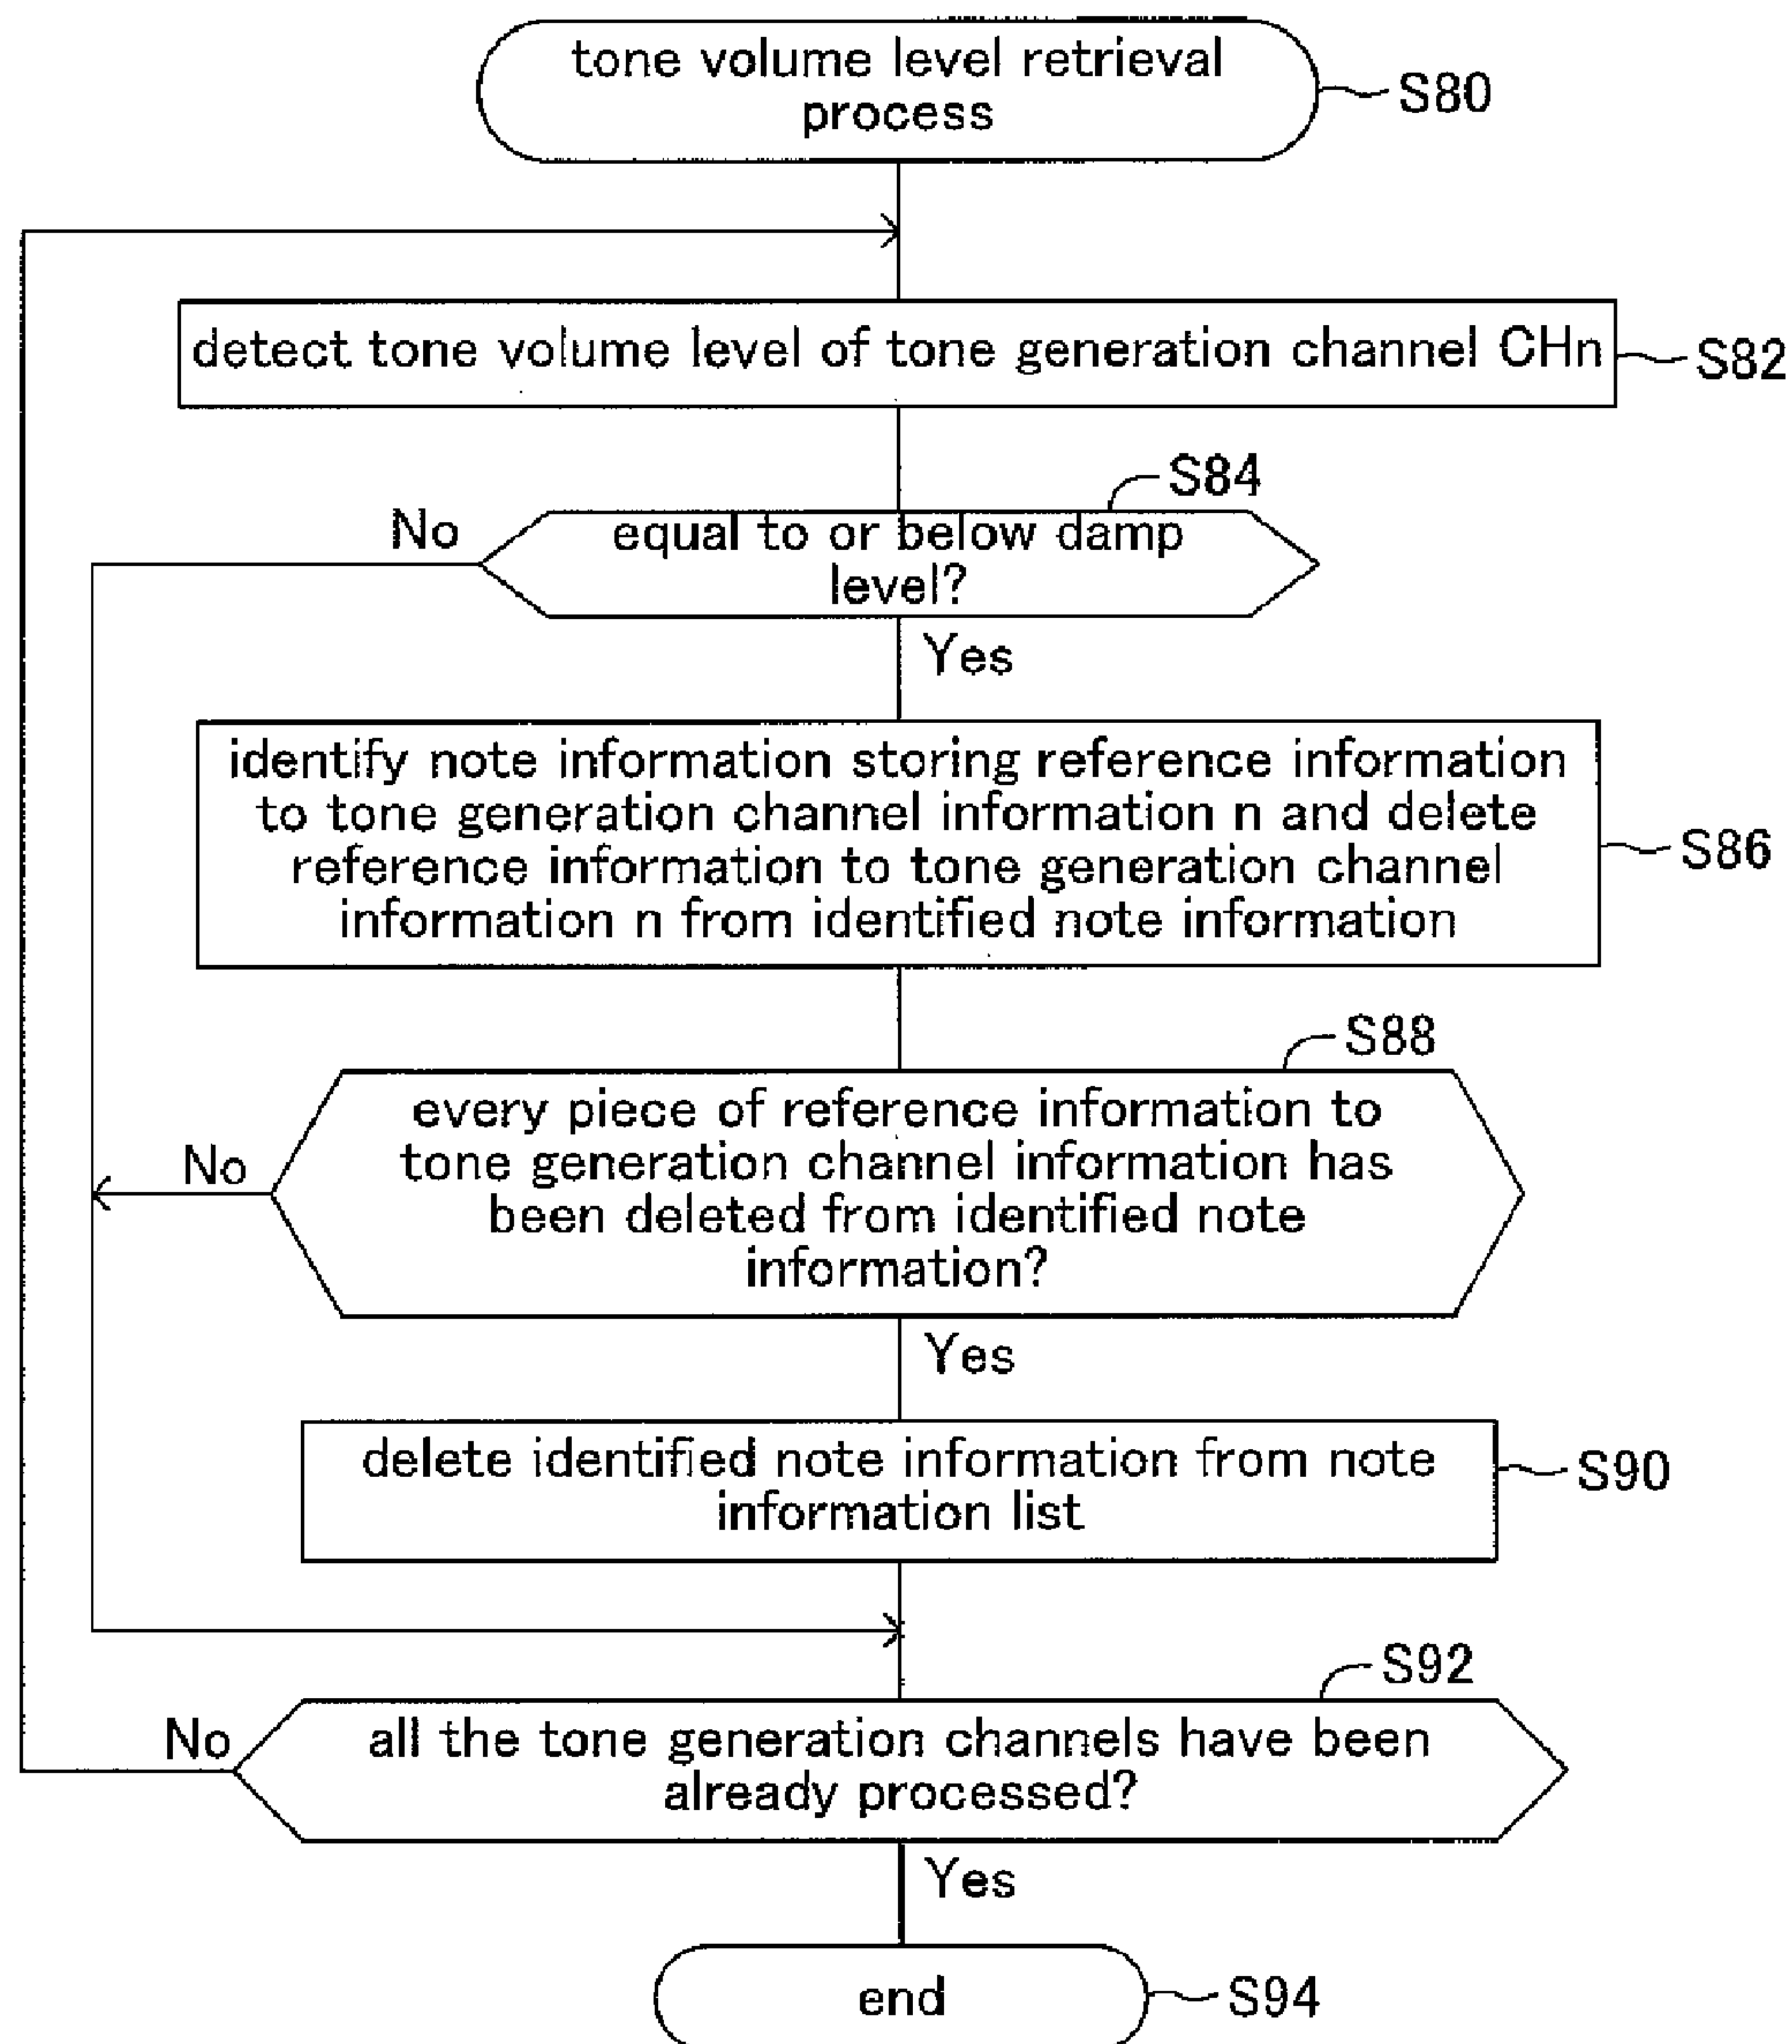 tone volume level retrieval
process
S80
detect tone volume level of tone generation channel CHn
S82
S84
No
equal to or below damp
level?
Yes
identify note information storing reference information
to tone generation channel information n and delete
reference information to tone generation channel
information n from identified note information
S86
S88
every piece of reference information to
tone generation channel information has
been deleted from identified note
information?
No
Yes
delete identified note information from note
information list
S90
S92
No
all the tone generation channels have been
already processed?
Yes
end
S94